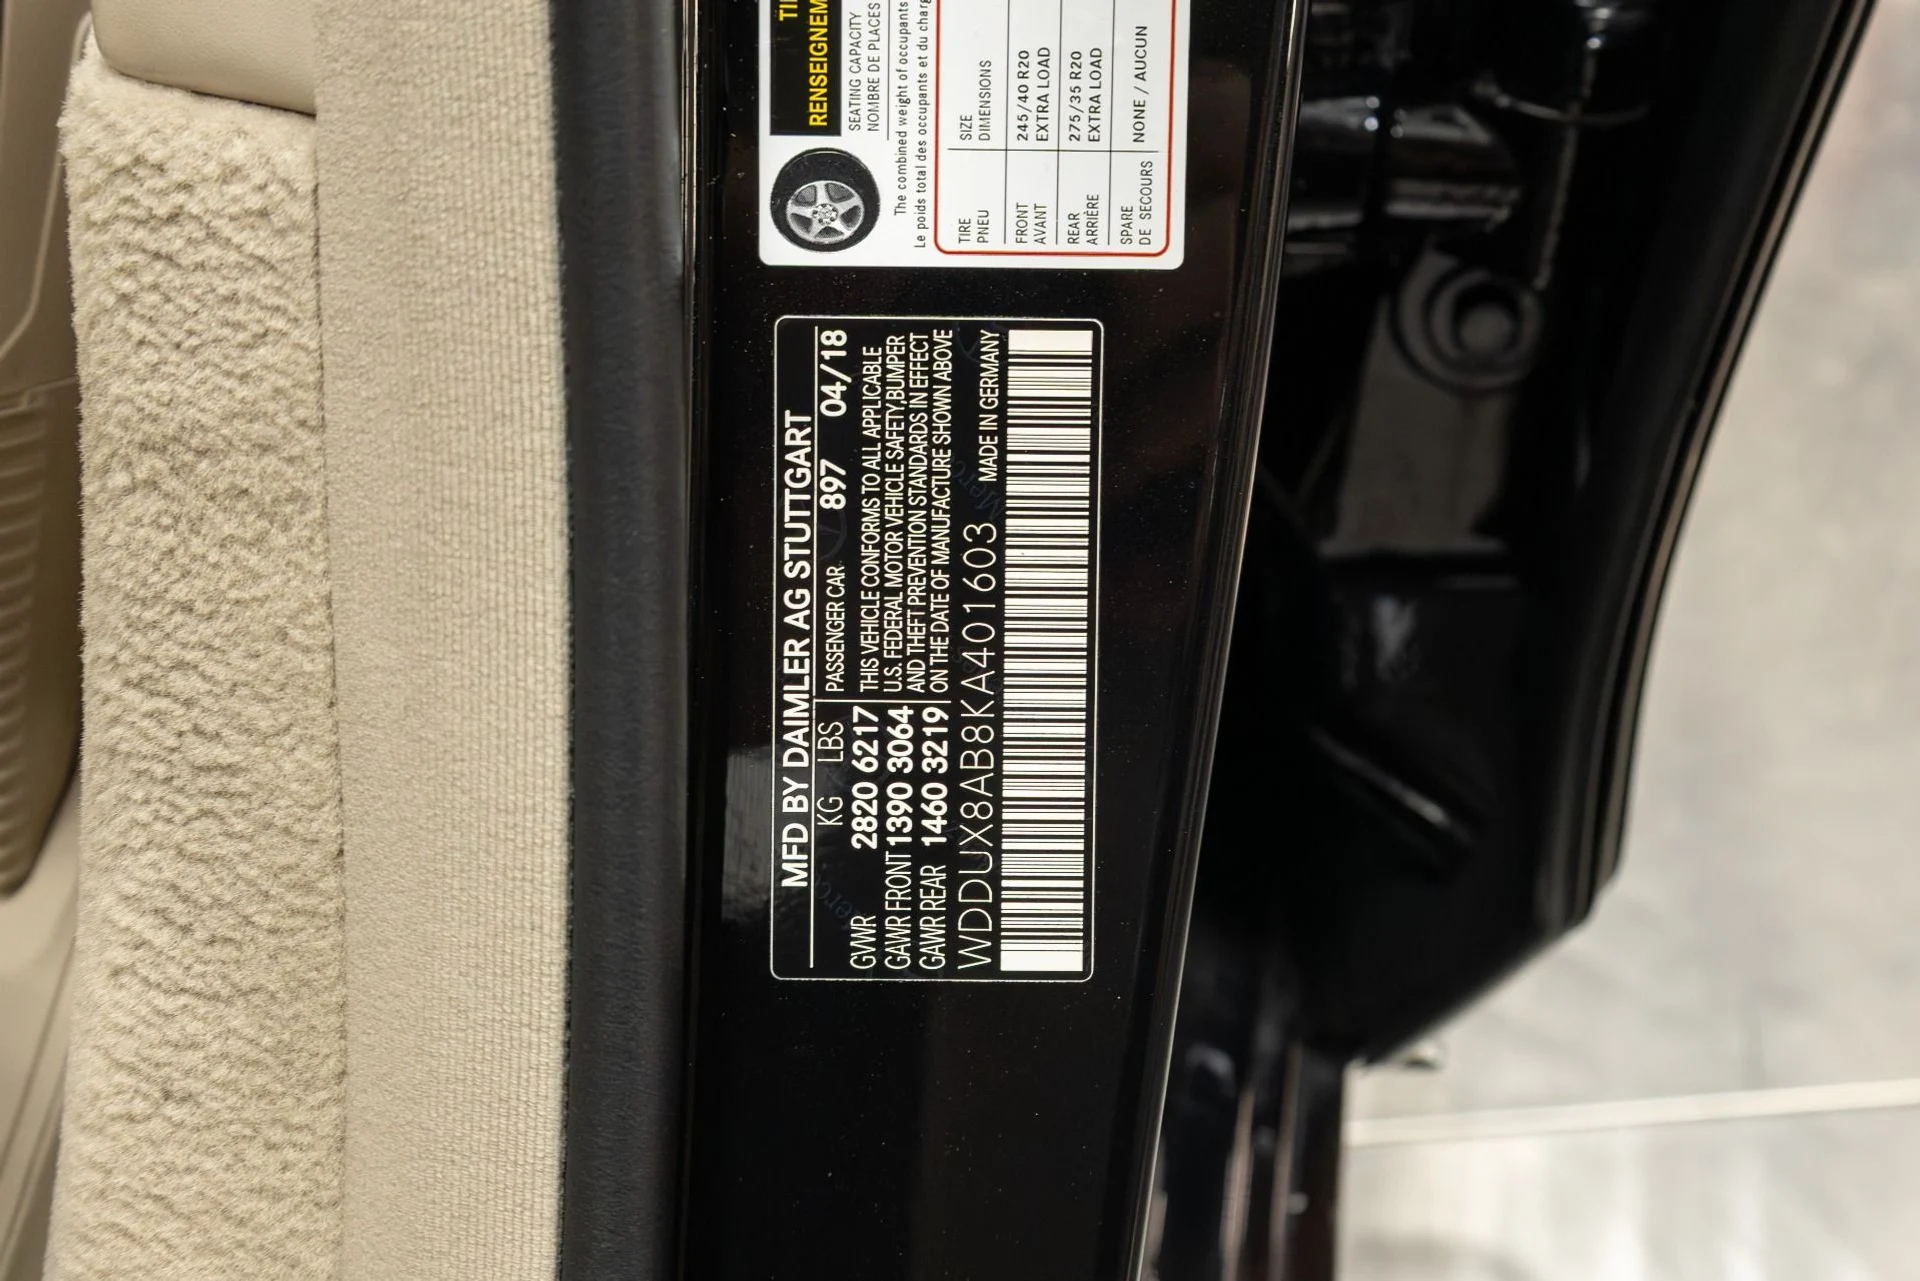 TI
RENSEIGNEM
SEATING CAPACITY
NOMBRE DE PLACES
The combined weight of occupants
Le poids total des occupants et du charg
TIRE SIZE
PNEU DIMENSIONS
FRONT 245/40 R20
AVANT EXTRA LOAD
REAR 275/35 R20
ARRIÈRE EXTRA LOAD
SPARE NONE / AUCUN
DE SECOURS
MFD BY DAIMLER AG STUTTGART
KG LBS PASSENGER CAR 897 04/18
GVWR 2820 6217 THIS VEHICLE CONFORMS TO ALL APPLICABLE
GAWR FRONT 1390 3064 U.S. FEDERAL MOTOR VEHICLE SAFETY,BUMPER
AND THEFT PREVENTION STANDARDS IN EFFECT
GAWR REAR 1460 3219 ON THE DATE OF MANUFACTURE SHOWN ABOVE
WDDUX8AB8KA401603 MADE IN GERMANY